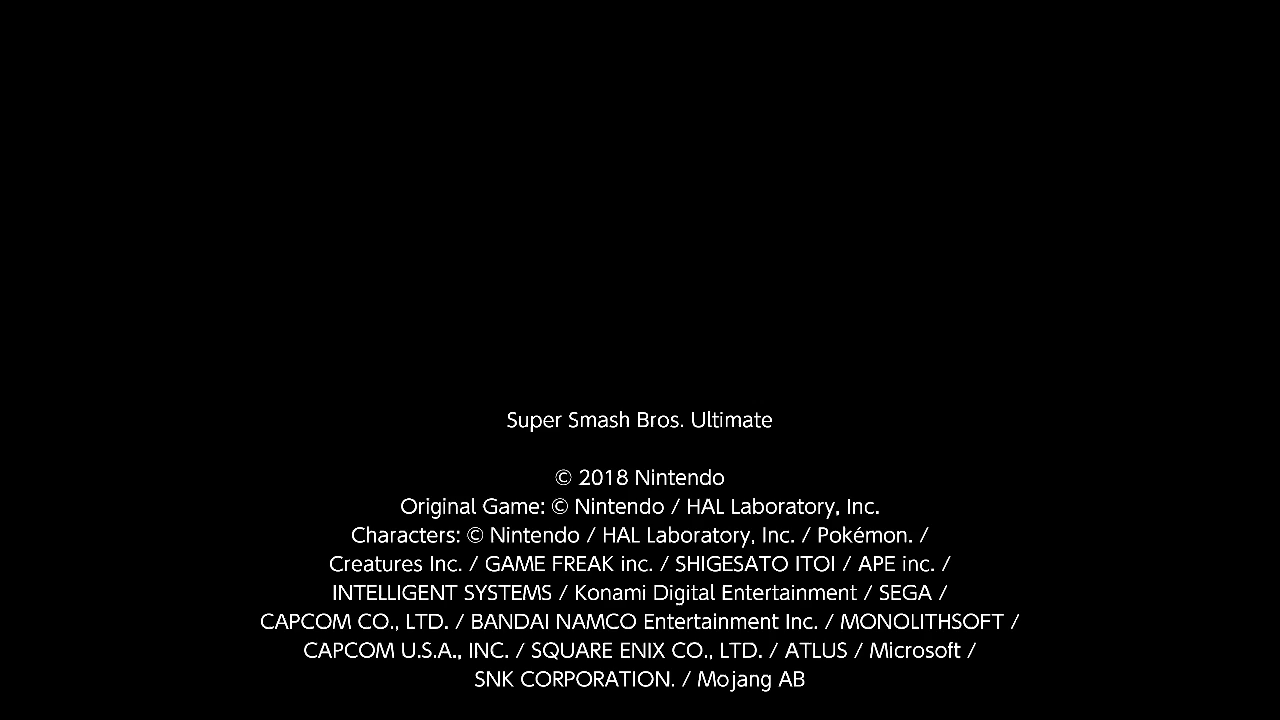 Super Smash Bros. Ultimate
© 2018 Nintendo
Original Game: © Nintendo / HAL Laboratory, Inc.
Characters: © Nintendo / HAL Laboratory, Inc. / Pokémon. /
Creatures Inc. / GAME FREAK inc. / SHIGESATO ITOI / APE inc. /
INTELLIGENT SYSTEMS / Konami Digital Entertainment / SEGA /
CAPCOM CO., LTD. / BANDAI NAMCO Entertainment Inc. / MONOLITHSOFT /
CAPCOM U.S.A., INC. / SQUARE ENIX CO., LTD. / ATLUS / Microsoft /
SNK CORPORATION. / Mojang AB